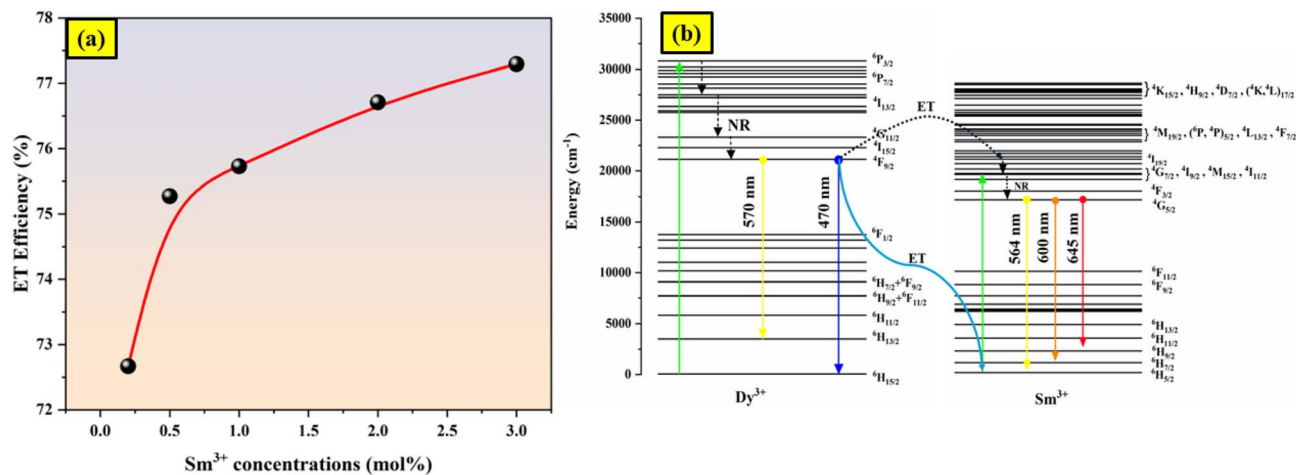 (a)
78
77
76
75
74
73
72
ET Efficiency (%)
0.0 0.5 1.0 1.5 2.0 2.5 3.0
Sm³⁺ concentrations (mol%)
(b)
35000
30000
25000
20000
15000
10000
5000
0
Energy (cm⁻¹)
⁶P₃/₂
⁶P₇/₂
⁴I₁₃/₂
⁴G₁₁/₂
⁴I₁₅/₂
⁴F₉/₂
⁶F₁/₂
⁶H₇/₂+⁶F₉/₂
⁶H₉/₂+⁶F₁₁/₂
⁶H₁₁/₂
⁶H₁₃/₂
⁶H₁₅/₂
NR
570 nm
470 nm
Dy³⁺
ET
ET
⁴K₁₅/₂ , ⁴H₉/₂ , ⁴D₇/₂ , (⁴K,⁴L)₁₇/₂
⁴M₁₉/₂ , (⁶P, ⁴P)₅/₂ , ⁴L₁₃/₂ , ⁴F₇/₂
⁴I₁₉/₂
⁴G₇/₂ , ⁴I₉/₂ , ⁴M₁₅/₂ , ⁴I₁₁/₂
⁴F₃/₂
⁴G₅/₂
⁶F₁₁/₂
⁶F₉/₂
⁶H₁₃/₂
⁶H₁₁/₂
⁶H₉/₂
⁶H₇/₂
⁶H₅/₂
NR
564 nm
600 nm
645 nm
Sm³⁺